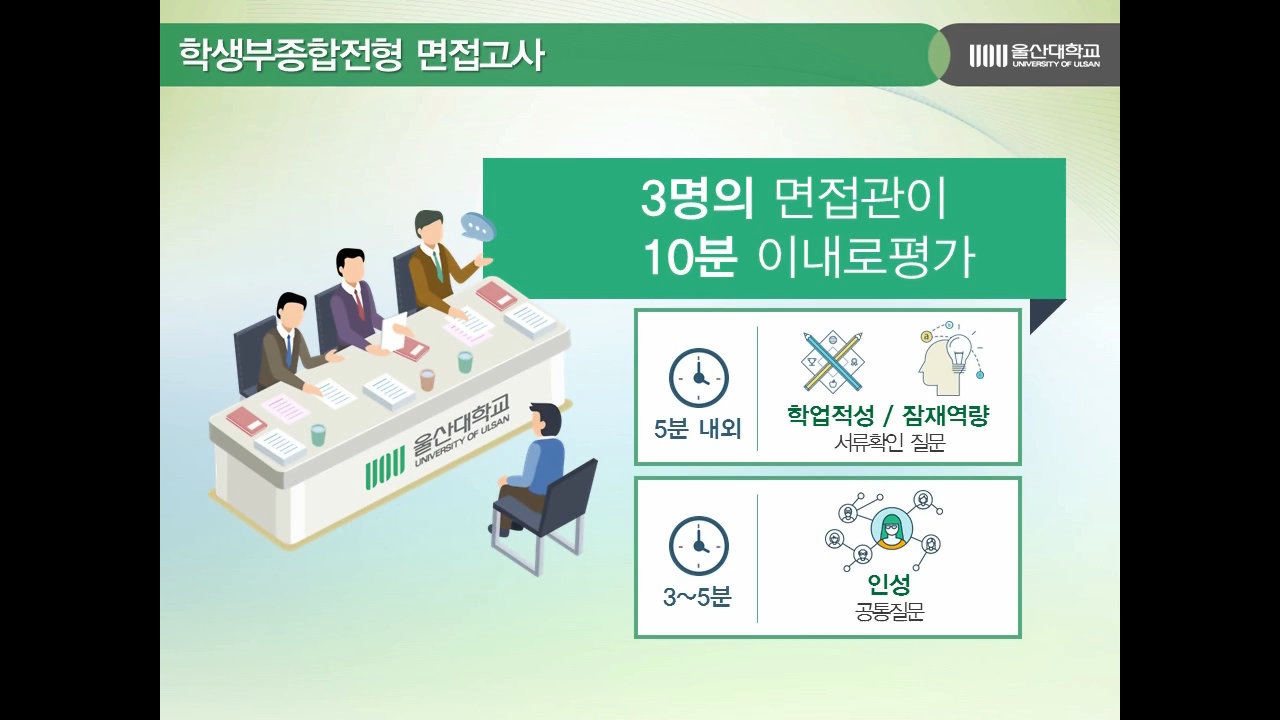 학생부종합전형 면접고사
울산대학교
UNIVERSITY OF ULSAN
3명의 면접관이
10분 이내로평가
5분 내외
학업적성 / 잠재역량
서류확인 질문
3~5분
인성
공통질문
울산대학교
UNIVERSITY OF ULSAN